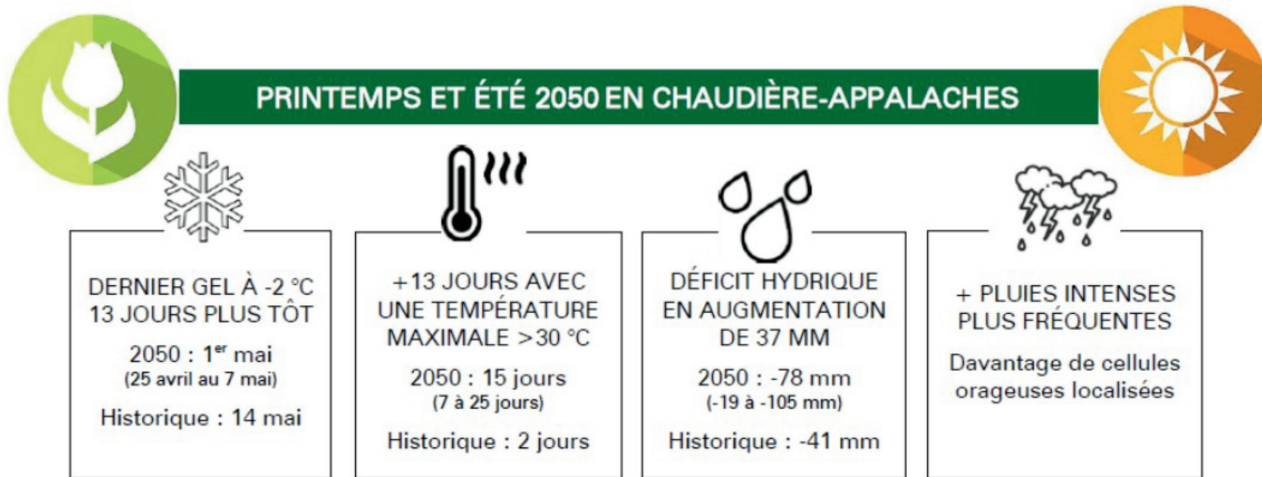 PRINTEMPS ET ÉTÉ 2050 EN CHAUDIÈRE-APPALACHES
DERNIER GEL À -2 °C
13 JOURS PLUS TÔT
2050 : 1er mai
(25 avril au 7 mai)
Historique : 14 mai
+13 JOURS AVEC
UNE TEMPÉRATURE
MAXIMALE >30 °C
2050 : 15 jours
(7 à 25 jours)
Historique : 2 jours
DÉFICIT HYDRIQUE
EN AUGMENTATION
DE 37 MM
2050 : -78 mm
(-19 à -105 mm)
Historique : -41 mm
+ PLUIES INTENSES
PLUS FRÉQUENTES
Davantage de cellules
orageuses localisées